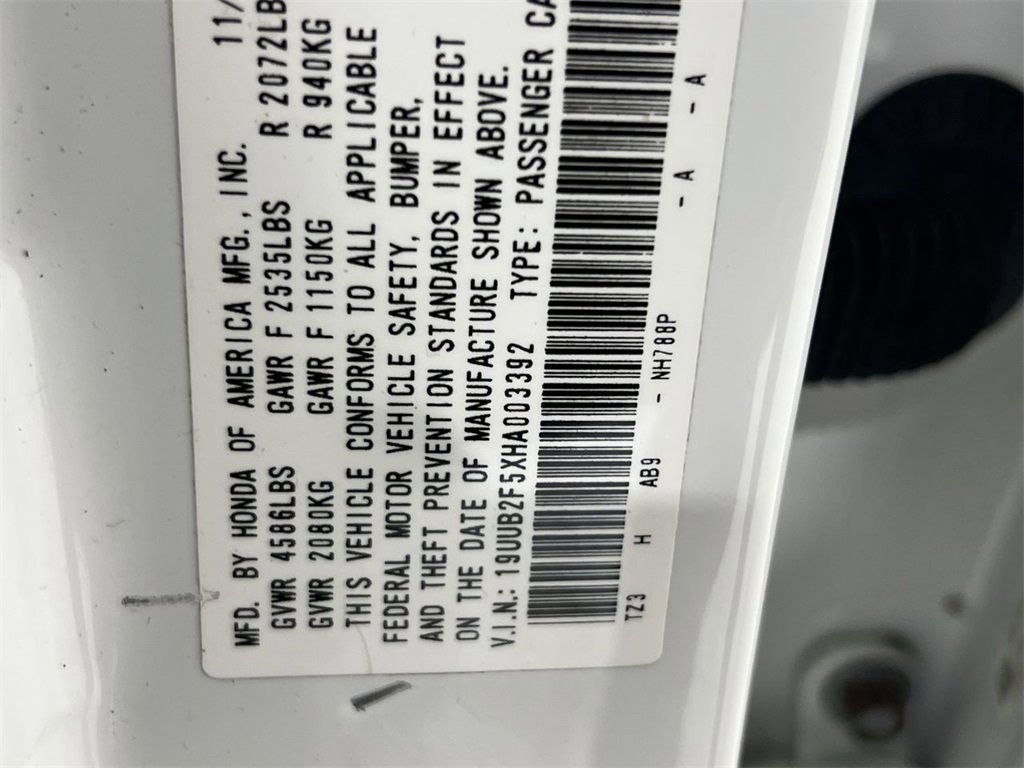 MFD. BY HONDA OF AMERICA MFG., INC. 11/
GVWR 4586LBS GAWR F 2535LBS R 2072LB
GVWR 2080KG GAWR F 1150KG R 940KG
THIS VEHICLE CONFORMS TO ALL APPLICABLE
FEDERAL MOTOR VEHICLE SAFETY, BUMPER,
AND THEFT PREVENTION STANDARDS IN EFFECT
ON THE DATE OF MANUFACTURE SHOWN ABOVE.
V.I.N.: 19UUB2F5XHA003392 TYPE: PASSENGER CA
TZ3 H AB9 - NH788P - A - A